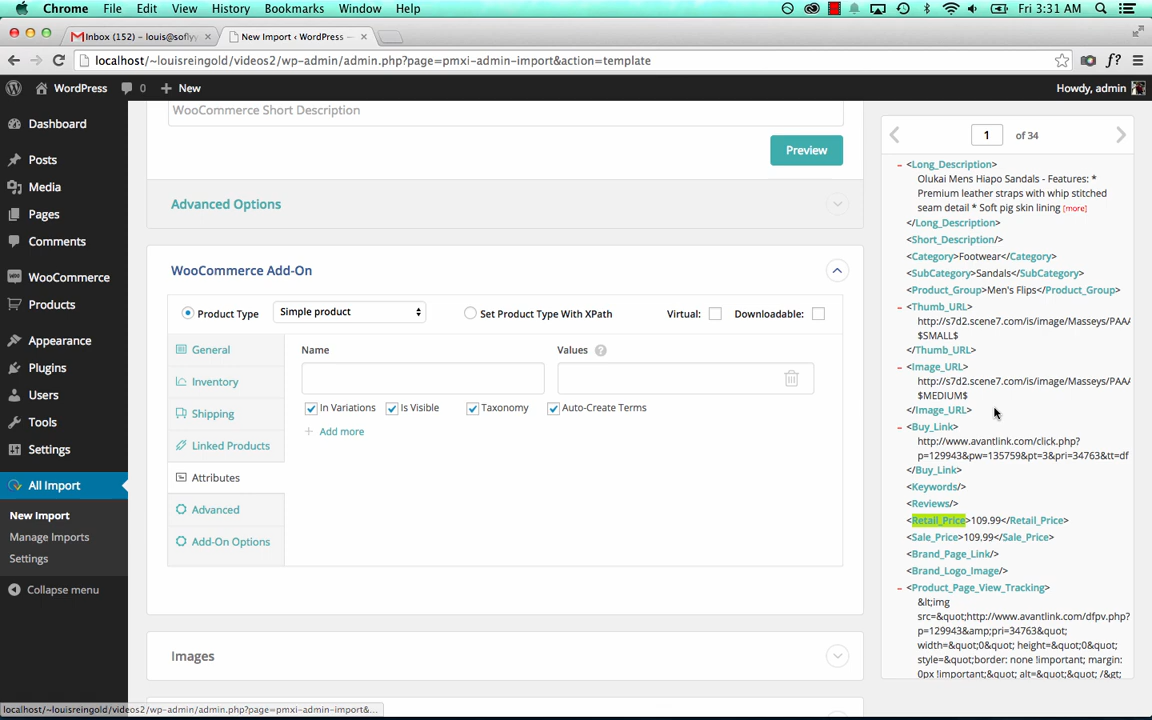 Chrome File Edit View History Bookmarks Window Help Fri 3:31 AM
Inbox (152) – louis@soflyy × New Import ‹ WordPress — ×
localhost/~louisreingold/videos2/wp-admin/admin.php?page=pmxi-admin-import&action=template f?
WordPress 0 + New Howdy, admin
Dashboard
Posts
Media
Pages
Comments
WooCommerce
Products
Appearance
Plugins
Users
Tools
Settings
All Import
New Import
Manage Imports
Settings
Collapse menu
WooCommerce Short Description
Preview
Advanced Options
WooCommerce Add-On
Product Type Simple product Set Product Type With XPath Virtual: Downloadable:
General
Inventory
Shipping
Linked Products
Attributes
Advanced
Add-On Options
Name Values ?
In Variations Is Visible Taxonomy Auto-Create Terms
+ Add more
Images
1 of 34
– <Long_Description>
Olukai Mens Hiapo Sandals - Features: *
Premium leather straps with whip stitched
seam detail * Soft pig skin lining [more]
</Long_Description>
<Short_Description/>
<Category>Footwear</Category>
<SubCategory>Sandals</SubCategory>
<Product_Group>Men's Flips</Product_Group>
– <Thumb_URL>
http://s7d2.scene7.com/is/image/Masseys/PAAA
$SMALL$
</Thumb_URL>
– <Image_URL>
http://s7d2.scene7.com/is/image/Masseys/PAAA
$MEDIUM$
</Image_URL>
– <Buy_Link>
http://www.avantlink.com/click.php?
p=129943&pw=135759&pt=3&pri=34763&tt=df
</Buy_Link>
<Keywords/>
<Reviews/>
<Retail_Price>109.99</Retail_Price>
<Sale_Price>109.99</Sale_Price>
<Brand_Page_Link/>
<Brand_Logo_Image/>
– <Product_Page_View_Tracking>
&lt;img
src=&quot;http://www.avantlink.com/dfpv.php?
p=129943&amp;pri=34763&quot;
width=&quot;0&quot; height=&quot;0&quot;
style=&quot;border: none !important; margin:
0px !important;&quot; alt=&quot;&quot; /&gt;
localhost/~louisreingold/videos2/wp-admin/admin.php?page=pmxi-admin-import&...